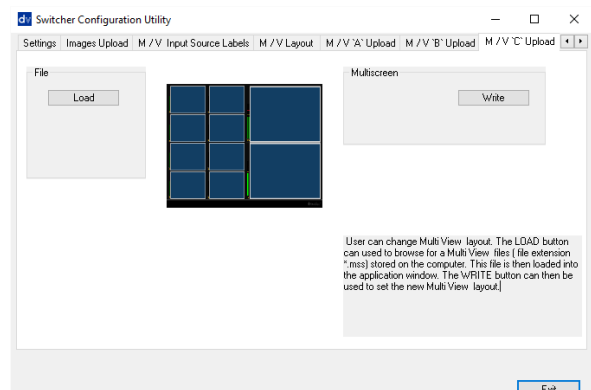 dv Switcher Configuration Utility
Settings Images Upload M / V Input Source Labels M / V Layout M / V `A` Upload M / V `B` Upload M / V `C` Upload
File
Load
Multiscreen
Write
User can change Multi View layout. The LOAD button
can used to browse for a Multi View files ( file extension
*.mss) stored on the computer. This file is then loaded into
the application window. The WRITE button can then be
used to set the new Multi View layout.
Exit